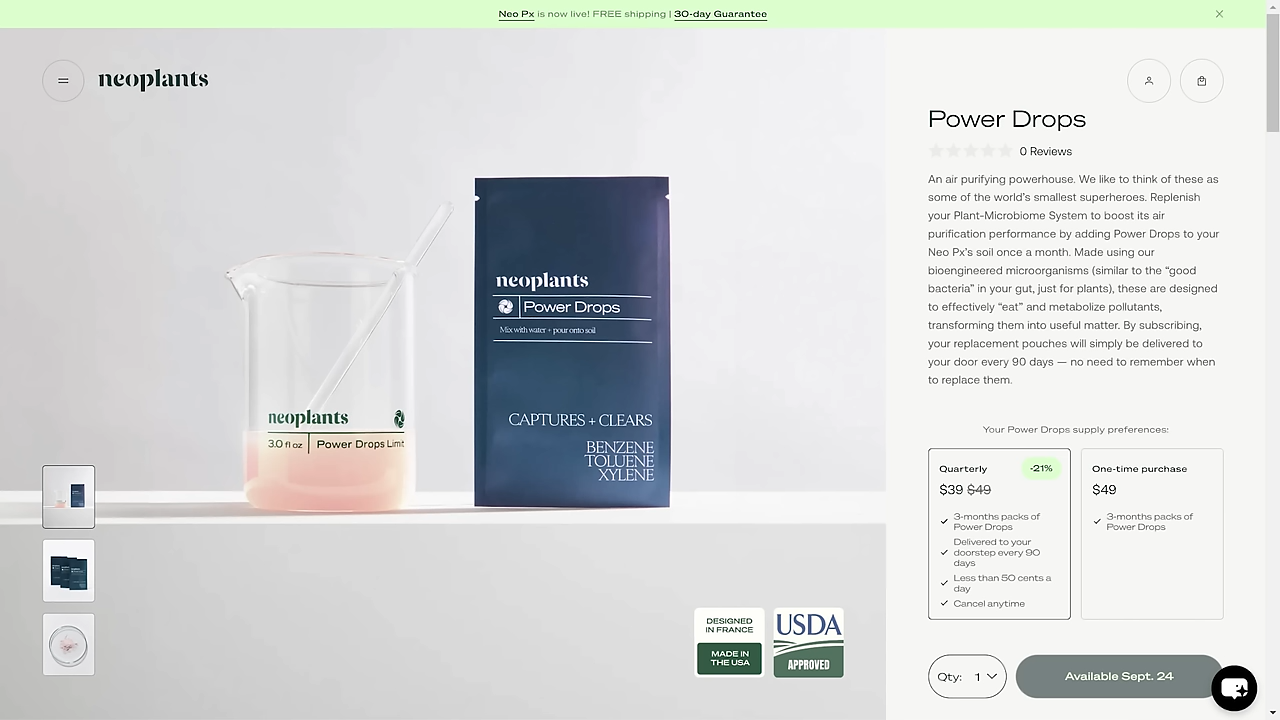 Neo Px is now live! FREE shipping | 30-day Guarantee
neoplants
neoplants
Power Drops
Mix with water + pour onto soil
CAPTURES + CLEARS
BENZENE
TOLUENE
XYLENE
neoplants
3.0 fl oz | Power Drops Limit
DESIGNED
IN FRANCE
MADE IN
THE USA
USDA
APPROVED
Power Drops
0 Reviews
An air purifying powerhouse. We like to think of these as
some of the world’s smallest superheroes. Replenish
your Plant-Microbiome System to boost its air
purification performance by adding Power Drops to your
Neo Px’s soil once a month. Made using our
bioengineered microorganisms (similar to the “good
bacteria” in your gut, just for plants), these are designed
to effectively “eat” and metabolize pollutants,
transforming them into useful matter. By subscribing,
your replacement pouches will simply be delivered to
your door every 90 days — no need to remember when
to replace them.
Your Power Drops supply preferences:
Quarterly
-21%
$39 $49
3-months packs of
Power Drops
Delivered to your
doorstep every 90
days
Less than 50 cents a
day
Cancel anytime
One-time purchase
$49
3-months packs of
Power Drops
Qty: 1
Available Sept. 24